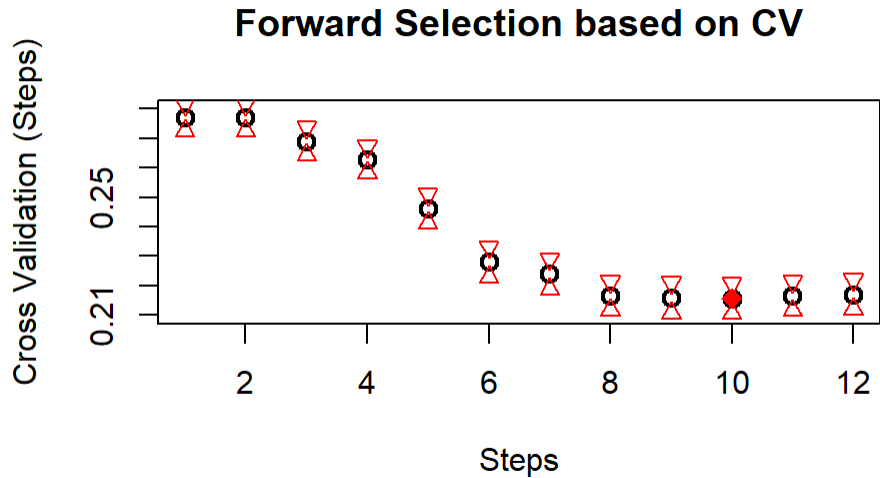 Forward Selection based on CV
Cross Validation (Steps)
0.25
0.21
2 4 6 8 10 12
Steps